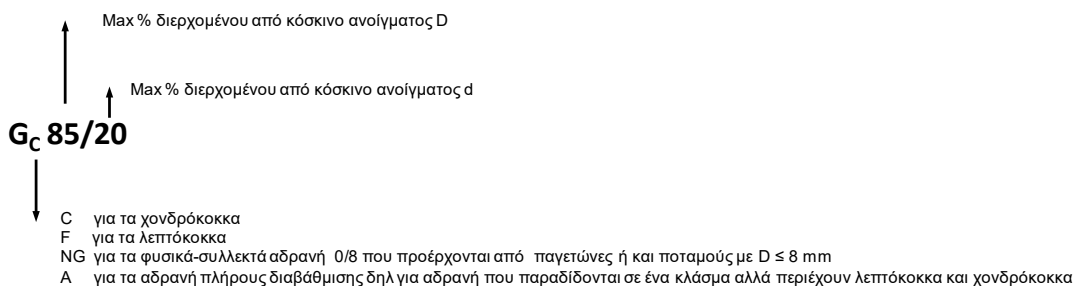 Max % διερχομένου από κόσκινο ανοίγματος D
Max % διερχομένου από κόσκινο ανοίγματος d
GC 85/20
C για τα χονδρόκοκκα
F για τα λεπτόκοκκα
NG για τα φυσικά-συλλεκτά αδρανή 0/8 που προέρχονται από παγετώνες ή και ποταμούς με D ≤ 8 mm
A για τα αδρανή πλήρους διαβάθμισης δηλ για αδρανή που παραδίδονται σε ένα κλάσμα αλλά περιέχουν λεπτόκοκκα και χονδρόκοκκα